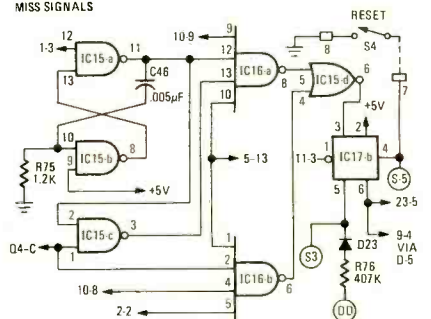 MISS SIGNALS
RESET
12
1-3
13
IC15-a
11
10-9
9
12
13
10
IC16-a
8
5
4
IC15-d
6
8
S4
7
C46
.005µF
+5V
3
2
10
9
IC15-b
8
1
11-3
IC17-b
4
S-5
R75
1.2K
+5V
5-13
5
6
23-5
2
1
IC15-c
3
S3
D23
9-4
VIA
D-5
Q4-C
1
2
4
5
IC16-b
6
R76
407K
10-8
2-2
DD